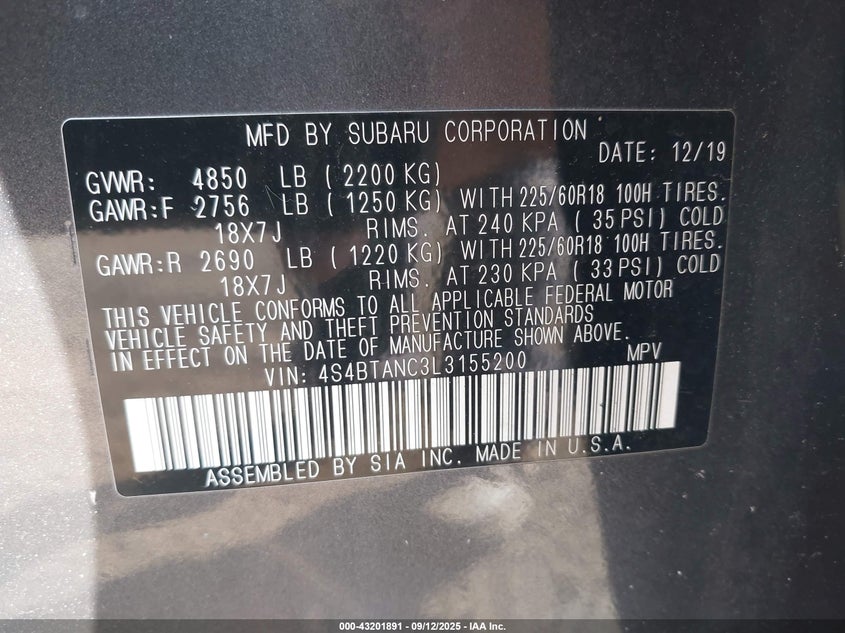 MFD BY SUBARU CORPORATION
DATE: 12/19
GVWR: 4850 LB ( 2200 KG)
GAWR:F 2756 LB ( 1250 KG) WITH 225/60R18 100H TIRES.
18X7J RIMS. AT 240 KPA ( 35 PSI) COLD
GAWR:R 2690 LB ( 1220 KG) WITH 225/60R18 100H TIRES.
18X7J RIMS. AT 230 KPA ( 33 PSI) COLD
THIS VEHICLE CONFORMS TO ALL APPLICABLE FEDERAL MOTOR
VEHICLE SAFETY AND THEFT PREVENTION STANDARDS
IN EFFECT ON THE DATE OF MANUFACTURE SHOWN ABOVE.
VIN: 4S4BTANC3L3155200 MPV
ASSEMBLED BY SIA INC. MADE IN U.S.A.
000-43201891 - 09/12/2025 - IAA Inc.